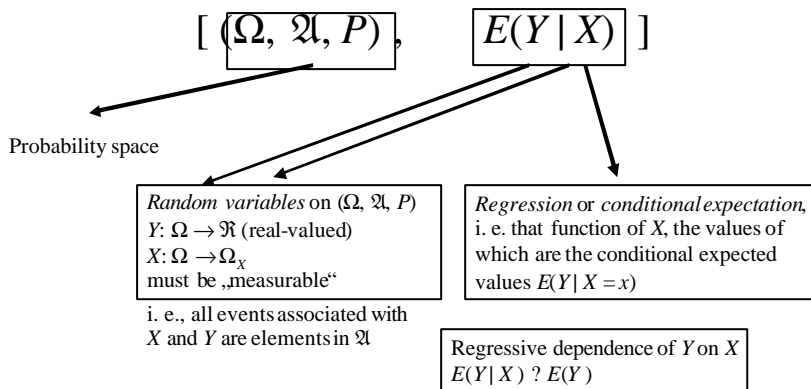 [ (Ω, 𝔄, P) , E(Y | X) ]
Probability space
Random variables on (Ω, 𝔄, P)
Y: Ω → ℜ (real-valued)
X: Ω → Ω_X
must be „measurable“
i. e., all events associated with
X and Y are elements in 𝔄
Regression or conditional expectation,
i. e. that function of X, the values of
which are the conditional expected
values E(Y | X = x)
Regressive dependence of Y on X
E(Y | X) ? E(Y)